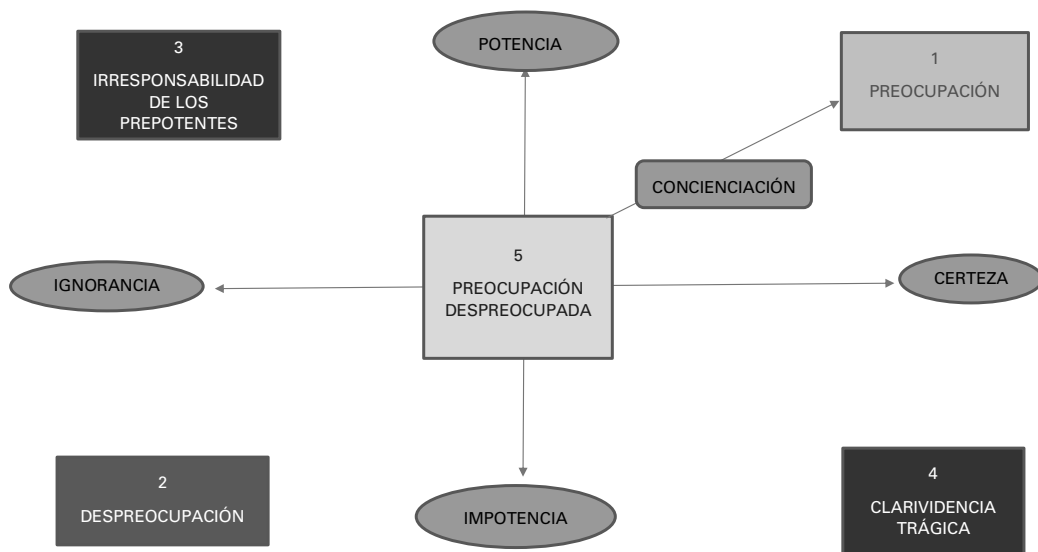 POTENCIA
3
IRRESPONSABILIDAD
DE LOS
PREPOTENTES
1
PREOCUPACIÓN
CONCIENCIACIÓN
5
PREOCUPACIÓN
DESPREOCUPADA
IGNORANCIA
CERTEZA
2
DESPREOCUPACIÓN
IMPOTENCIA
4
CLARIVIDENCIA
TRÁGICA